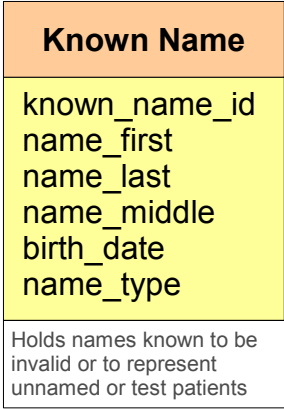 Known Name
known_name_id
name_first
name_last
name_middle
birth_date
name_type
Holds names known to be
invalid or to represent
unnamed or test patients